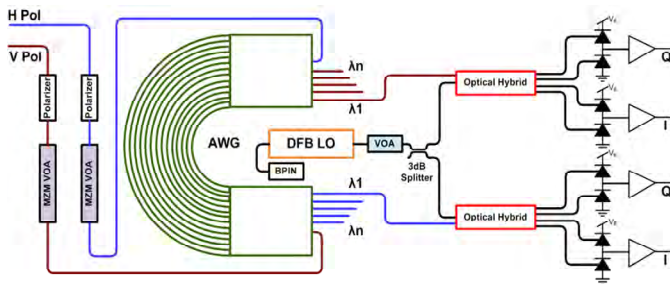 H Pol
V Pol
Polarizer
Polarizer
MZM VOA
MZM VOA
AWG
λn
λ1
DFB LO
BPIN
VOA
3dB
Splitter
λ1
λn
Optical Hybrid
Optical Hybrid
Q
I
Q
I